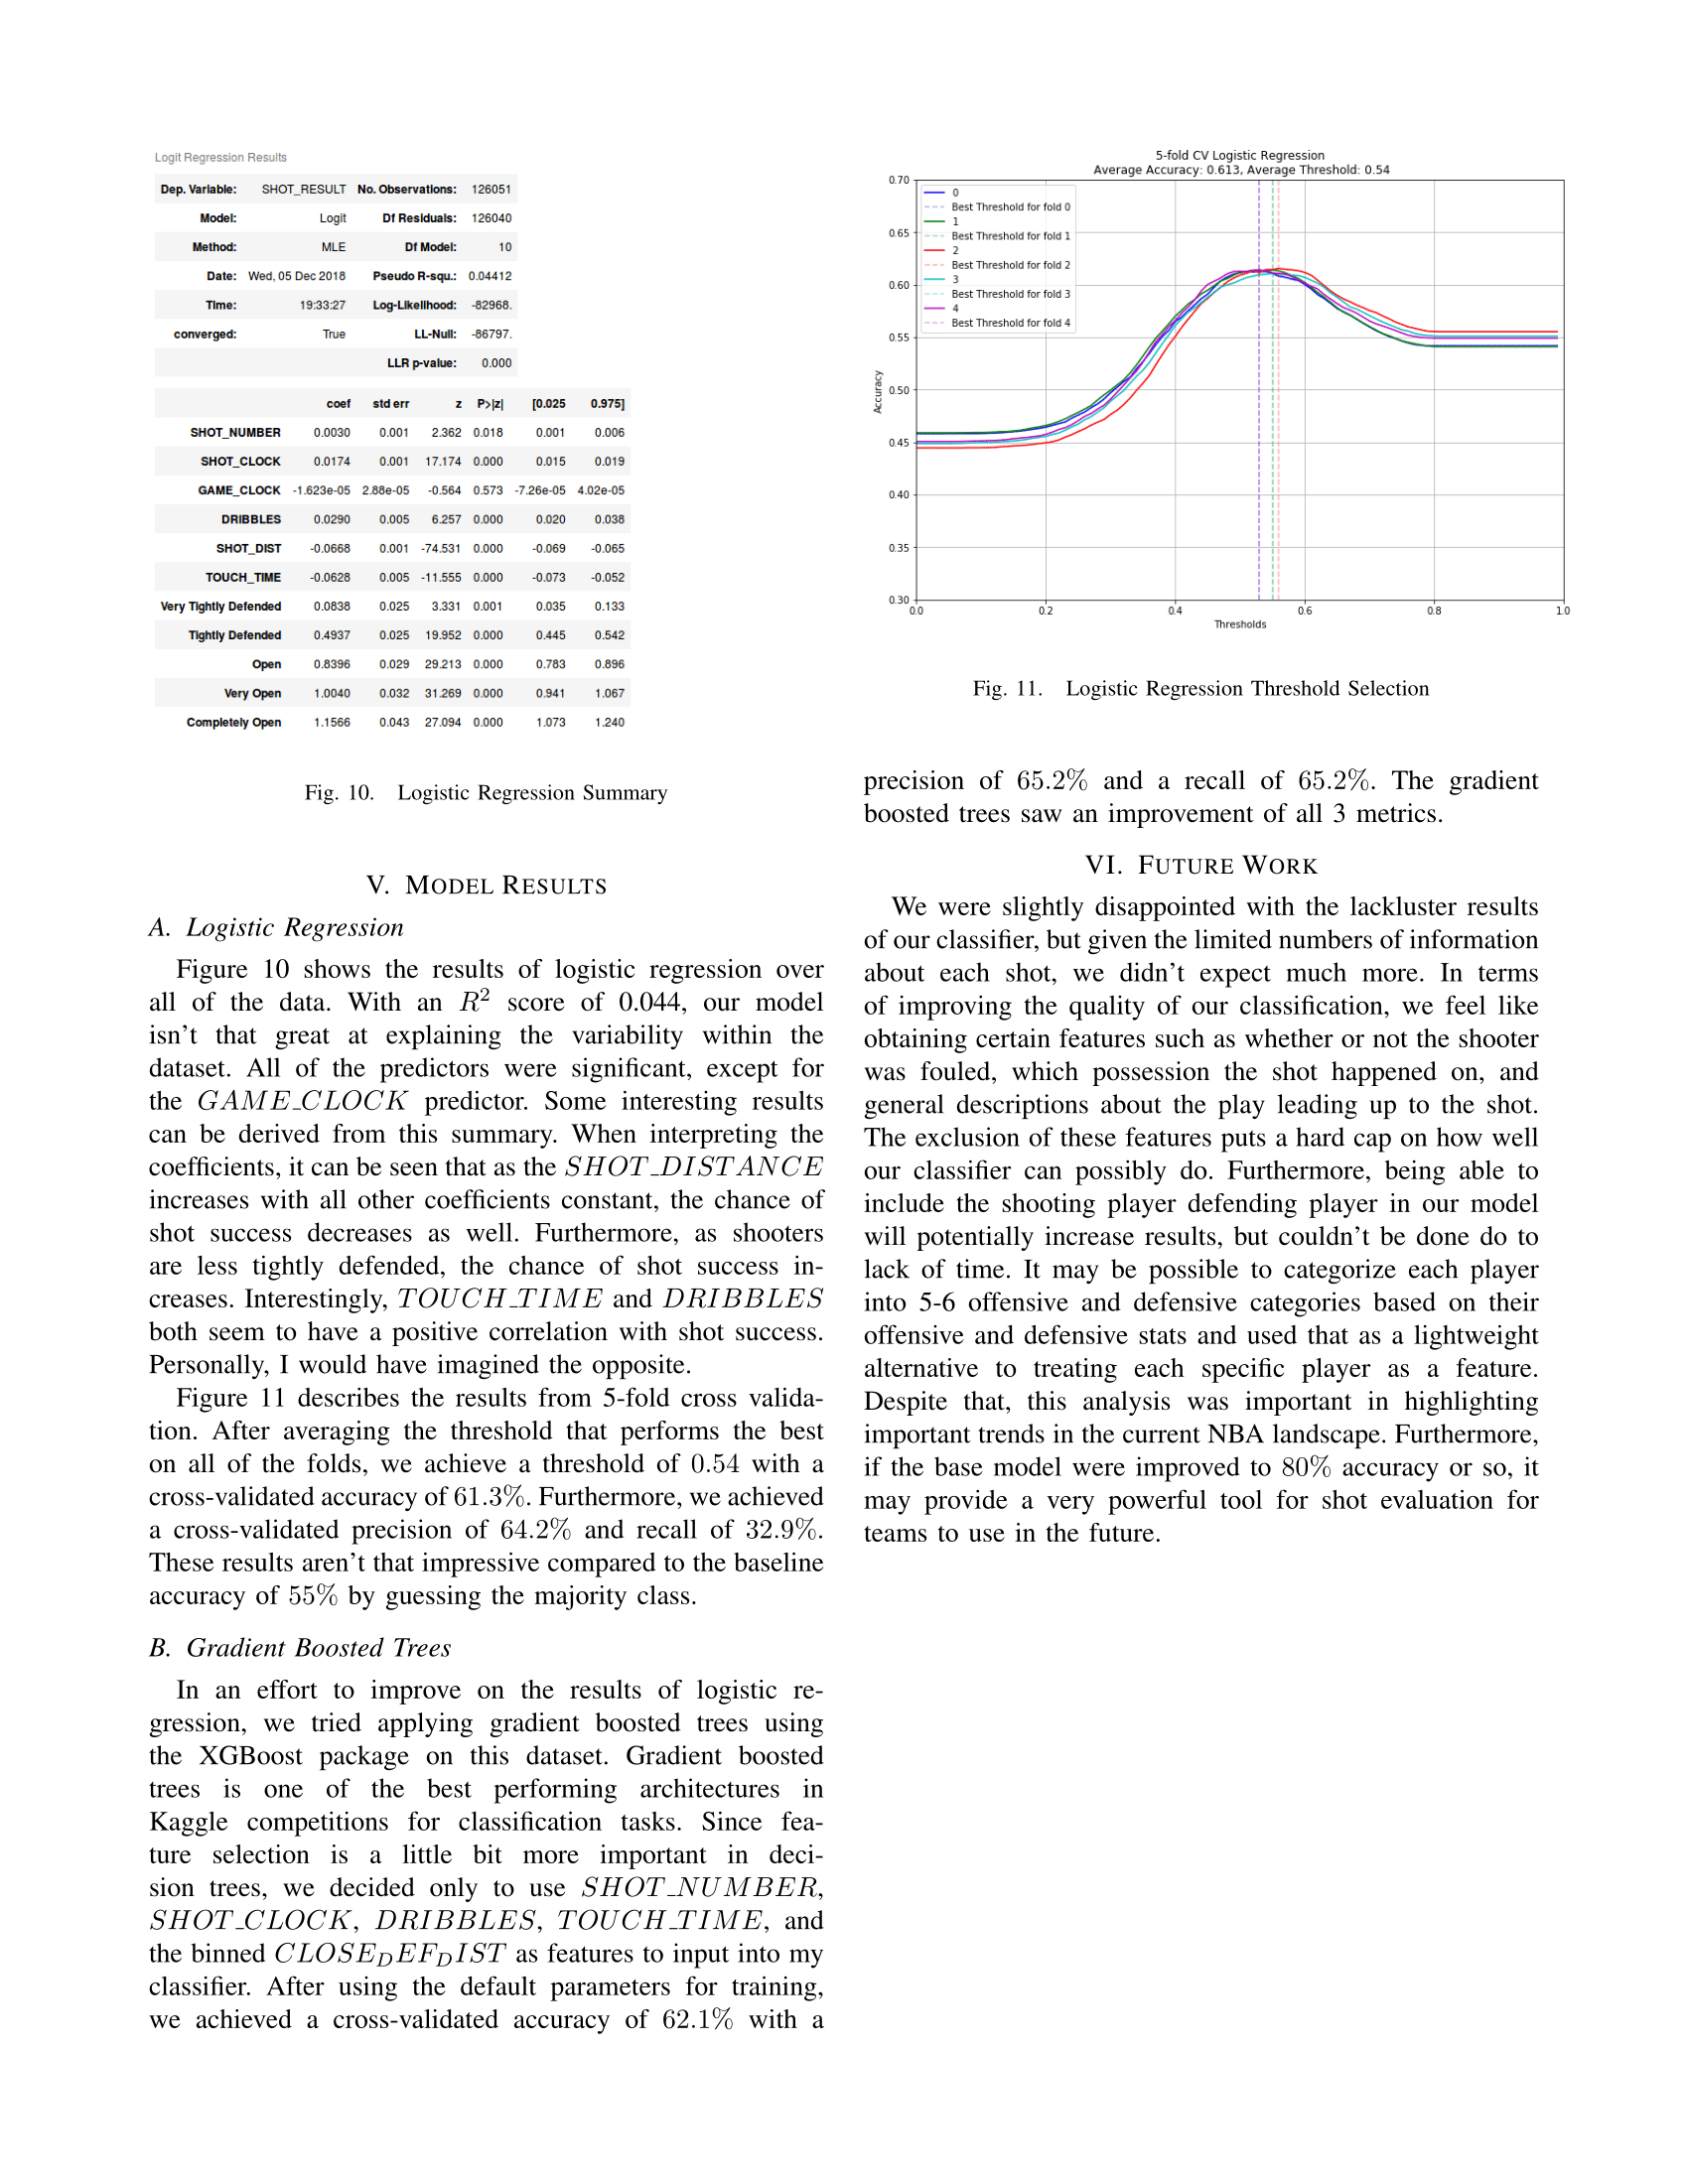 Logit Regression Results
Dep. Variable: SHOT_RESULT No. Observations: 126051
Model: Logit Df Residuals: 126040
Method: MLE Df Model: 10
Date: Wed, 05 Dec 2018 Pseudo R-squ.: 0.04412
Time: 19:33:27 Log-Likelihood: -82968.
converged: True LL-Null: -86797.
LLR p-value: 0.000
coef std err z P>|z| [0.025 0.975]
SHOT_NUMBER 0.0030 0.001 2.362 0.018 0.001 0.006
SHOT_CLOCK 0.0174 0.001 17.174 0.000 0.015 0.019
GAME_CLOCK -1.623e-05 2.88e-05 -0.564 0.573 -7.26e-05 4.02e-05
DRIBBLES 0.0290 0.005 6.257 0.000 0.020 0.038
SHOT_DIST -0.0668 0.001 -74.531 0.000 -0.069 -0.065
TOUCH_TIME -0.0628 0.005 -11.555 0.000 -0.073 -0.052
Very Tightly Defended 0.0838 0.025 3.331 0.001 0.035 0.133
Tightly Defended 0.4937 0.025 19.952 0.000 0.445 0.542
Open 0.8396 0.029 29.213 0.000 0.783 0.896
Very Open 1.0040 0.032 31.269 0.000 0.941 1.067
Completely Open 1.1566 0.043 27.094 0.000 1.073 1.240
Fig. 10. Logistic Regression Summary
V. MODEL RESULTS
A. Logistic Regression
Figure 10 shows the results of logistic regression over
all of the data. With an R² score of 0.044, our model
isn't that great at explaining the variability within the
dataset. All of the predictors were significant, except for
the GAME_CLOCK predictor. Some interesting results
can be derived from this summary. When interpreting the
coefficients, it can be seen that as the SHOT_DISTANCE
increases with all other coefficients constant, the chance of
shot success decreases as well. Furthermore, as shooters
are less tightly defended, the chance of shot success in-
creases. Interestingly, TOUCH_TIME and DRIBBLES
both seem to have a positive correlation with shot success.
Personally, I would have imagined the opposite.
Figure 11 describes the results from 5-fold cross valida-
tion. After averaging the threshold that performs the best
on all of the folds, we achieve a threshold of 0.54 with a
cross-validated accuracy of 61.3%. Furthermore, we achieved
a cross-validated precision of 64.2% and recall of 32.9%.
These results aren't that impressive compared to the baseline
accuracy of 55% by guessing the majority class.
B. Gradient Boosted Trees
In an effort to improve on the results of logistic re-
gression, we tried applying gradient boosted trees using
the XGBoost package on this dataset. Gradient boosted
trees is one of the best performing architectures in
Kaggle competitions for classification tasks. Since fea-
ture selection is a little bit more important in deci-
sion trees, we decided only to use SHOT_NUMBER,
SHOT_CLOCK, DRIBBLES, TOUCH_TIME, and
the binned CLOSE_DEF_DIST as features to input into my
classifier. After using the default parameters for training,
we achieved a cross-validated accuracy of 62.1% with a
5-fold CV Logistic Regression
Average Accuracy: 0.613, Average Threshold: 0.54
0
Best Threshold for fold 0
1
Best Threshold for fold 1
2
Best Threshold for fold 2
3
Best Threshold for fold 3
4
Best Threshold for fold 4
0.70
0.65
0.60
0.55
0.50
0.45
0.40
0.35
0.30
Accuracy
0.0 0.2 0.4 0.6 0.8 1.0
Thresholds
Fig. 11. Logistic Regression Threshold Selection
precision of 65.2% and a recall of 65.2%. The gradient
boosted trees saw an improvement of all 3 metrics.
VI. FUTURE WORK
We were slightly disappointed with the lackluster results
of our classifier, but given the limited numbers of information
about each shot, we didn't expect much more. In terms
of improving the quality of our classification, we feel like
obtaining certain features such as whether or not the shooter
was fouled, which possession the shot happened on, and
general descriptions about the play leading up to the shot.
The exclusion of these features puts a hard cap on how well
our classifier can possibly do. Furthermore, being able to
include the shooting player defending player in our model
will potentially increase results, but couldn't be done do to
lack of time. It may be possible to categorize each player
into 5-6 offensive and defensive categories based on their
offensive and defensive stats and used that as a lightweight
alternative to treating each specific player as a feature.
Despite that, this analysis was important in highlighting
important trends in the current NBA landscape. Furthermore,
if the base model were improved to 80% accuracy or so, it
may provide a very powerful tool for shot evaluation for
teams to use in the future.